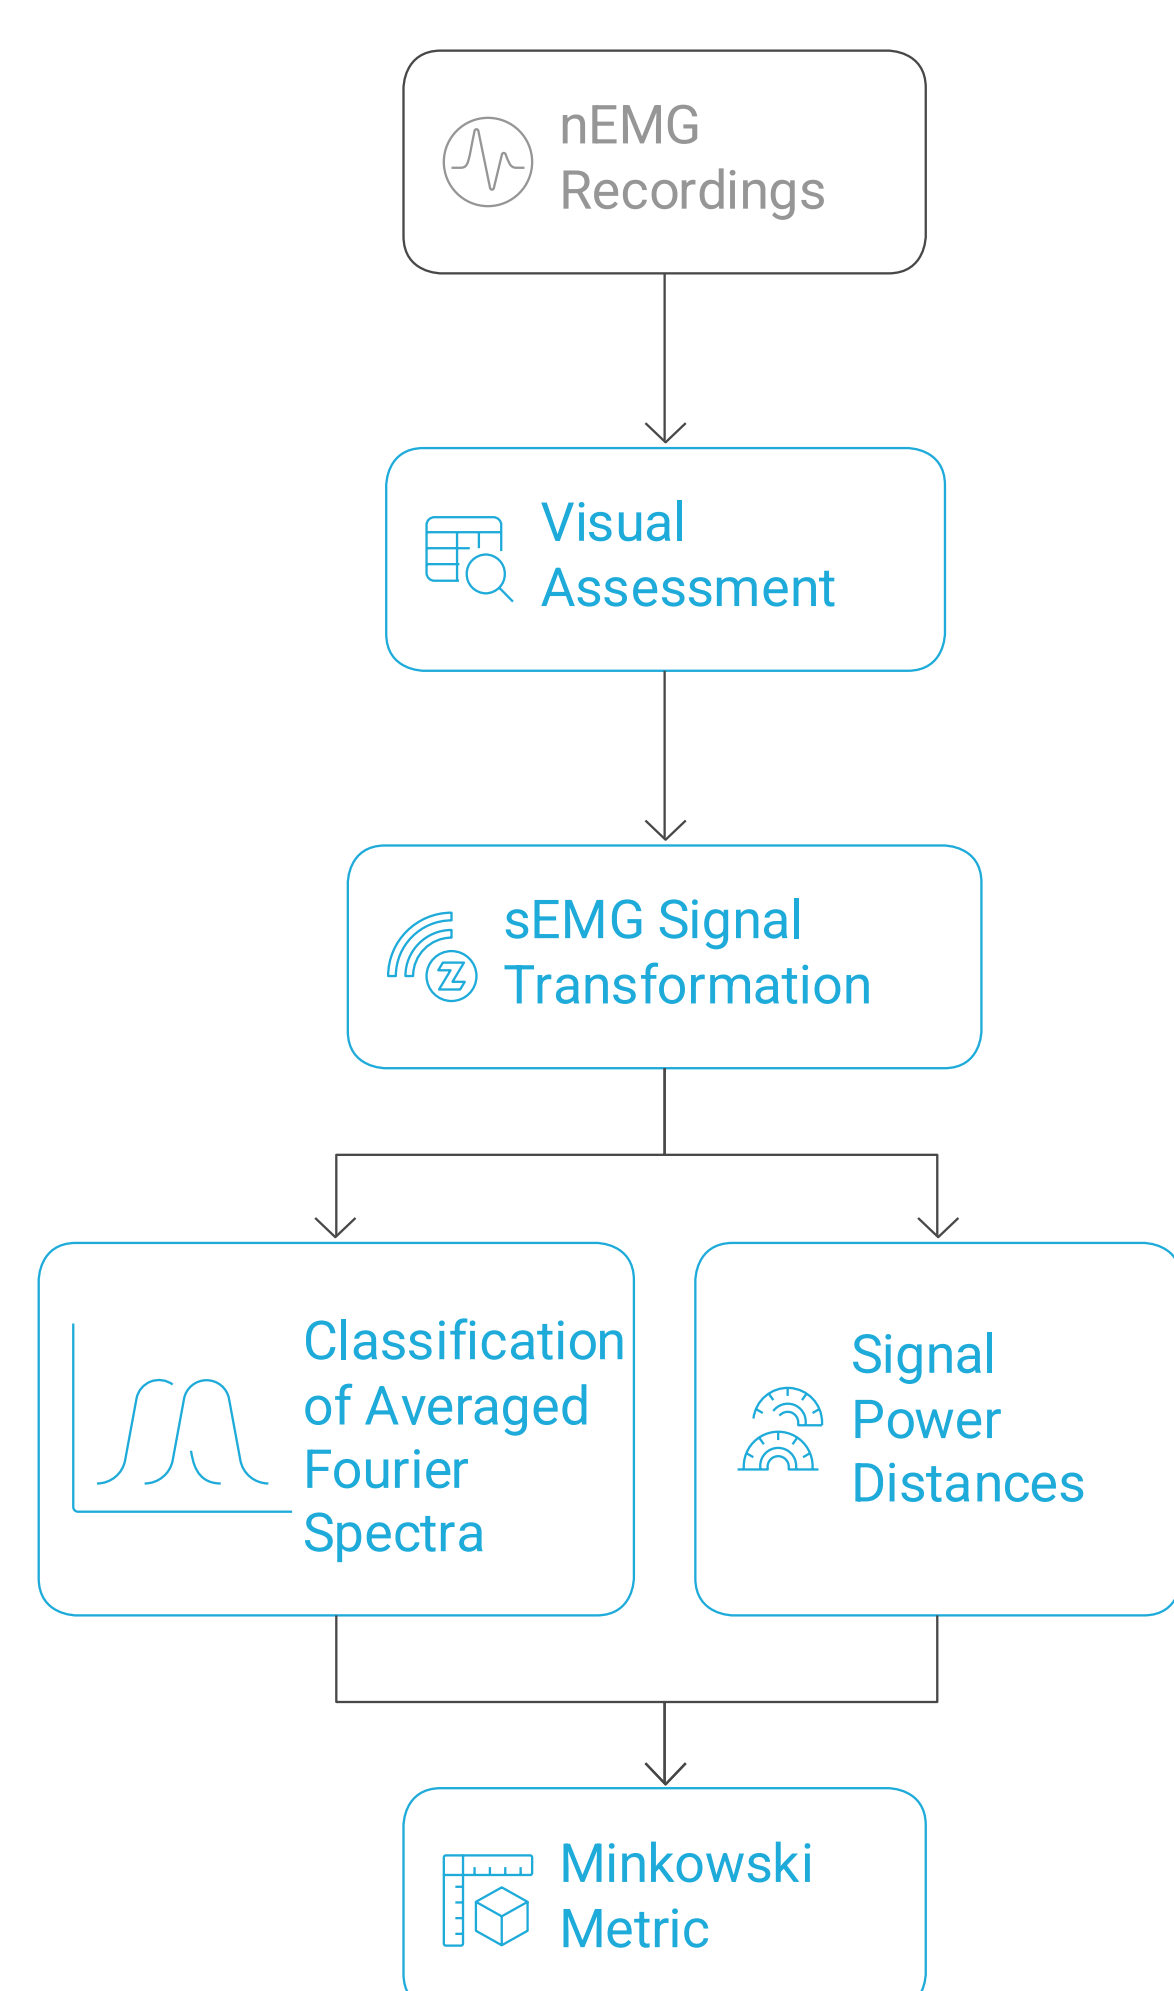 nEMG
Recordings
Visual
Assessment
sEMG Signal
Transformation
Classification
of Averaged
Fourier
Spectra
Signal
Power
Distances
Minkowski
Metric